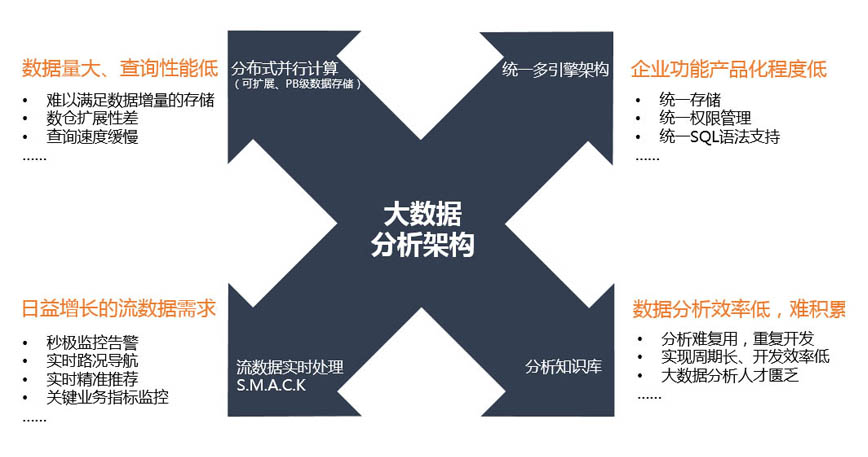 数据量大、查询性能低
• 难以满足数据增量的存储
• 数仓扩展性差
• 查询速度缓慢
……
分布式并行计算
（可扩展、PB级数据存储）
统一多引擎架构
企业功能产品化程度低
• 统一存储
• 统一权限管理
• 统一SQL语法支持
……
大数据
分析架构
日益增长的流数据需求
• 秒极监控告警
• 实时路况导航
• 实时精准推荐
• 关键业务指标监控
……
流数据实时处理
S.M.A.C.K
分析知识库
数据分析效率低，难积累
• 分析难复用，重复开发
• 实现周期长、开发效率低
• 大数据分析人才匮乏
……